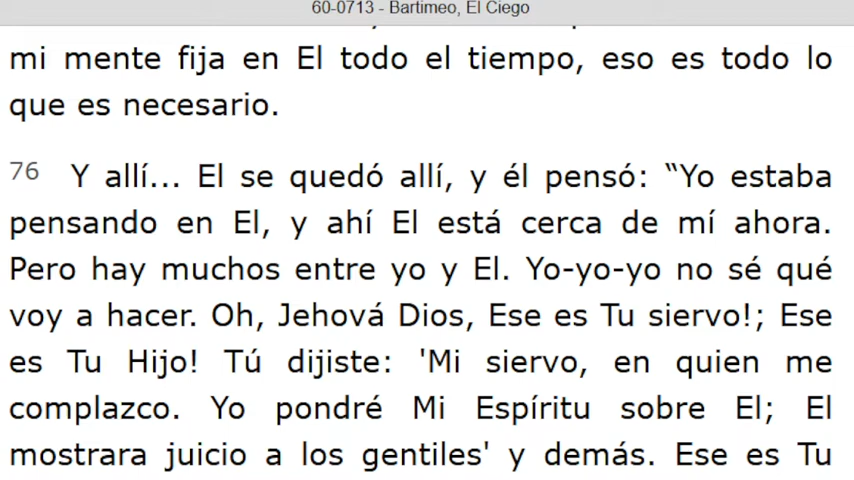 60-0713 - Bartimeo, El Ciego
mi mente fija en El todo el tiempo, eso es todo lo
que es necesario.
76 Y allí... El se quedó allí, y él pensó: “Yo estaba
pensando en El, y ahí El está cerca de mí ahora.
Pero hay muchos entre yo y El. Yo-yo-yo no sé qué
voy a hacer. Oh, Jehová Dios, Ese es Tu siervo!; Ese
es Tu Hijo! Tú dijiste: 'Mi siervo, en quien me
complazco. Yo pondré Mi Espíritu sobre El; El
mostrara juicio a los gentiles' y demás. Ese es Tu